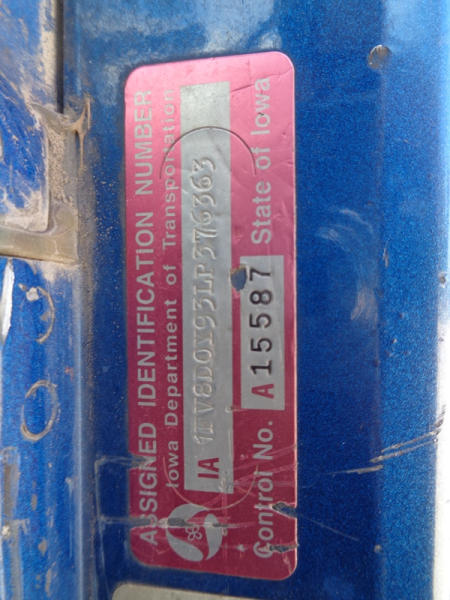 ASSIGNED IDENTIFICATION NUMBER
Iowa Department of Transportation
IA
Control No. A15587 State of Iowa